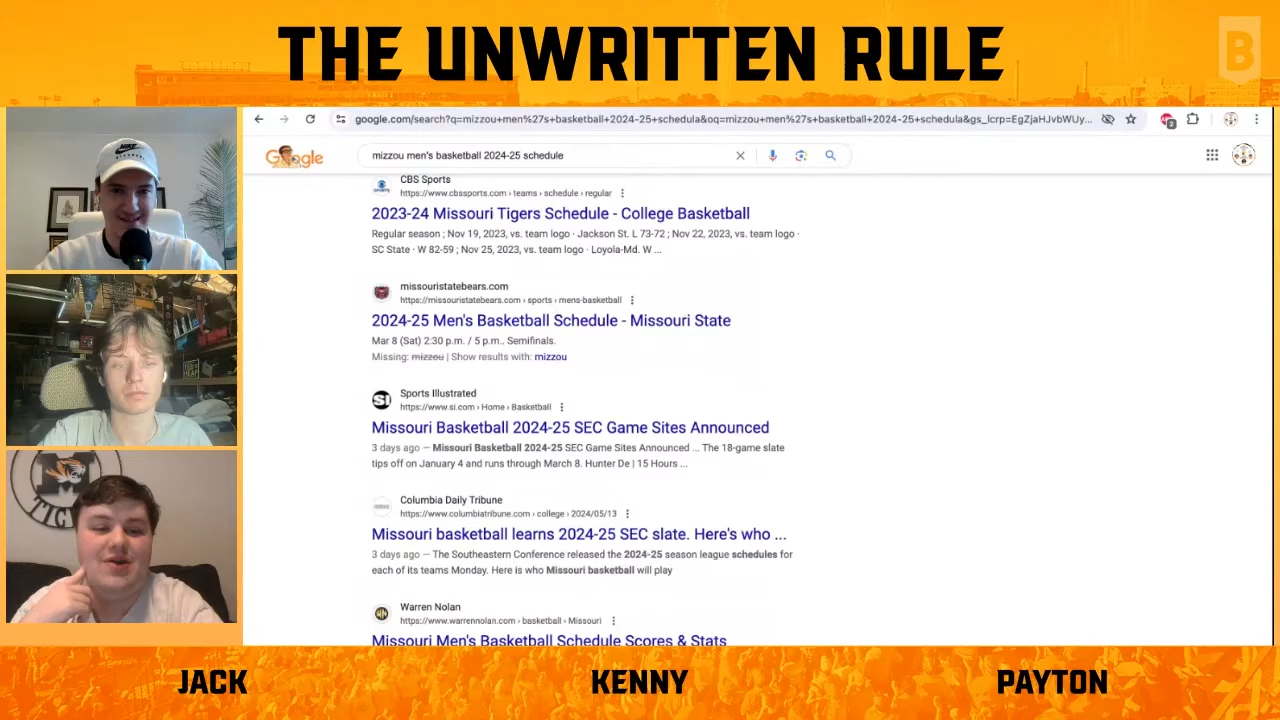 THE UNWRITTEN RULE
B
google.com/search?q=mizzou+men%27s+basketball+2024-25+schedula&oq=mizzou+men%27s+basketball+2024-25+schedula&gs_lcrp=EgZjaHJvbWUy...
2
Google
mizzou men's basketball 2024-25 schedule
CBS Sports
https://www.cbssports.com › teams › schedule › regular
2023-24 Missouri Tigers Schedule - College Basketball
Regular season ; Nov 19, 2023, vs. team logo · Jackson St. L 73-72 ; Nov 22, 2023, vs. team logo ·
SC State · W 82-59 ; Nov 25, 2023, vs. team logo · Loyola-Md. W ...
missouristatebears.com
https://missouristatebears.com › sports › mens-basketball
2024-25 Men's Basketball Schedule - Missouri State
Mar 8 (Sat) 2:30 p.m. / 5 p.m., Semifinals.
Missing: mizzou | Show results with: mizzou
SI
Sports Illustrated
https://www.si.com › Home › Basketball
Missouri Basketball 2024-25 SEC Game Sites Announced
3 days ago — Missouri Basketball 2024-25 SEC Game Sites Announced ... The 18-game slate
tips off on January 4 and runs through March 8. Hunter De | 15 Hours ...
Columbia Daily Tribune
https://www.columbiatribune.com › college › 2024/05/13
Missouri basketball learns 2024-25 SEC slate. Here's who ...
3 days ago — The Southeastern Conference released the 2024-25 season league schedules for
each of its teams Monday. Here is who Missouri basketball will play
WN
Warren Nolan
https://www.warrennolan.com › basketball › Missouri
Missouri Men's Basketball Schedule Scores & Stats
M
JACK
KENNY
PAYTON